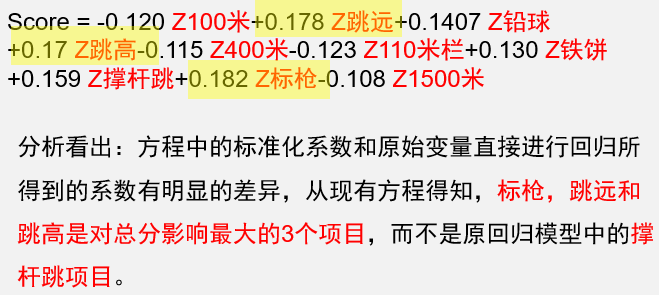 Score = -0.120 Z100米+0.178 Z跳远+0.1407 Z铅球
+0.17 Z跳高-0.115 Z400米-0.123 Z110米栏+0.130 Z铁饼
+0.159 Z撑杆跳+0.182 Z标枪-0.108 Z1500米
分析看出：方程中的标准化系数和原始变量直接进行回归所
得到的系数有明显的差异，从现有方程得知，标枪，跳远和
跳高是对总分影响最大的3个项目，而不是原回归模型中的撑
杆跳项目。